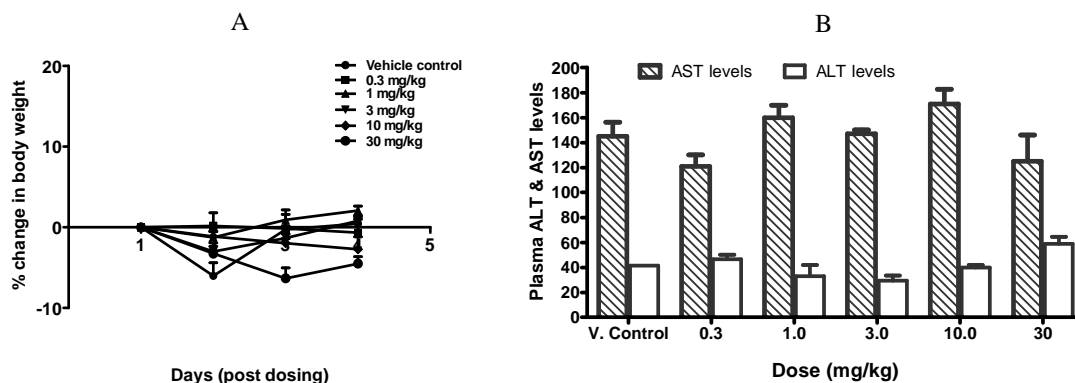 A
% change in body weight
20
10
0
-10
1
3
5
Days (post dosing)
Vehicle control
0.3 mg/kg
1 mg/kg
3 mg/kg
10 mg/kg
30 mg/kg
B
AST levels ALT levels
Plasma ALT & AST levels
200
180
160
140
120
100
80
60
40
20
0
V. Control 0.3 1.0 3.0 10.0 30
Dose (mg/kg)